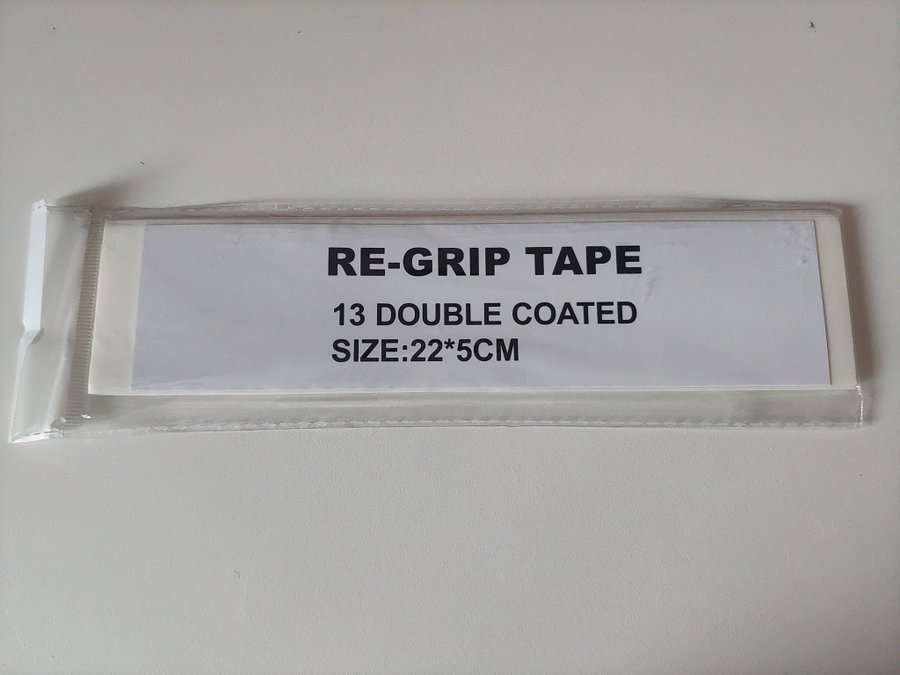 RE-GRIP TAPE
13 DOUBLE COATED
SIZE:22*5CM